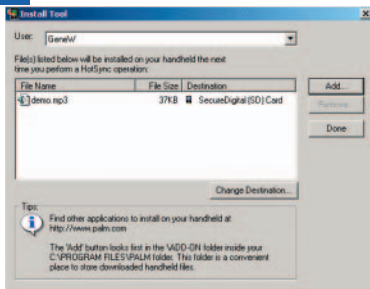 Install Tool
User: GeneW
File(s) listed below will be installed on your handheld the next
time you perform a HotSync operation:
File Name File Size Destination
demo.mp3 37KB SecureDigital (SD) Card
Add...
Remove...
Done
Change Destination...
Tips:
Find other applications to install on your handheld at
http://www.palm.com
The 'Add' button looks first in the \ADD-ON folder inside your
C:\PROGRAM FILES\PALM folder. This folder is a convenient
place to store downloaded handheld files.